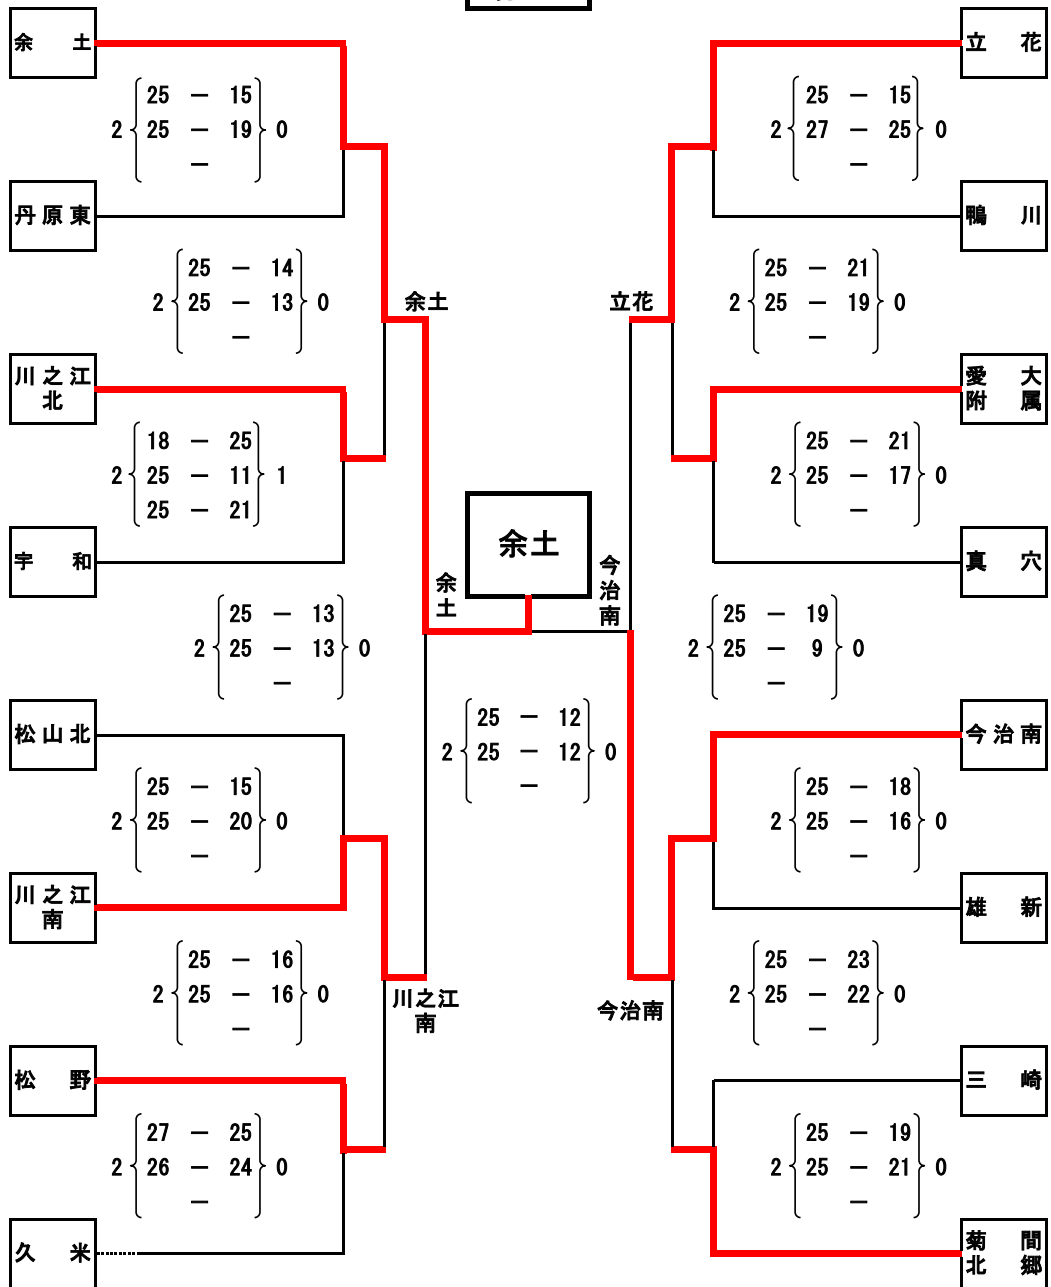 余土
25 — 15
2 25 — 19 0
—
丹原東
25 — 14
2 25 — 13 0
—
余土
川之江
北
18 — 25
2 25 — 11 1
25 — 21
宇和
25 — 13
2 25 — 13 0
—
余土
松山北
25 — 15
2 25 — 20 0
—
川之江
南
25 — 16
2 25 — 16 0
—
川之江
南
松野
27 — 25
2 26 — 24 0
—
久米
余土
25 — 12
2 25 — 12 0
—
立花
25 — 15
2 27 — 25 0
—
鴨川
25 — 21
2 25 — 19 0
—
立花
愛大
附属
25 — 21
2 25 — 17 0
—
真穴
今治南
25 — 19
2 25 — 9 0
—
今治南
25 — 18
2 25 — 16 0
—
雄新
25 — 23
2 25 — 22 0
—
今治南
三崎
25 — 19
2 25 — 21 0
—
菊間
北郷